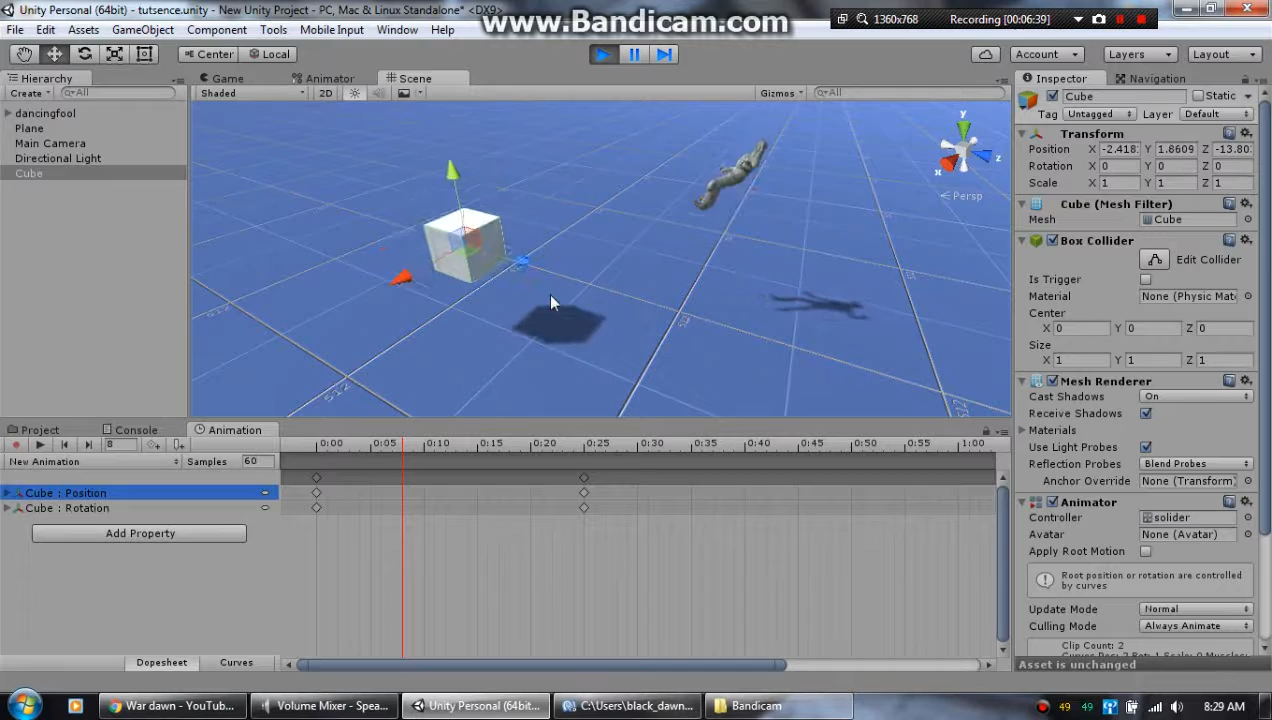 Unity Personal (64bit) - tutsence.unity - New Unity Project - PC, Mac & Linux Standalone* <DX9>
www.Bandicam.com
1360x768
Recording [00:06:39]
File Edit Assets GameObject Component Tools Mobile Input Window Help
Center
Local
Account
Layers
Layout
Hierarchy
Create
All
dancingfool
Plane
Main Camera
Directional Light
Cube
Game
Animator
Scene
Shaded
2D
Gizmos
All
y
x
z
Persp
Inspector
Navigation
Cube
Static
Tag Untagged Layer Default
Transform
Position X -2.418 Y 1.8609 Z -13.80
Rotation X 0 Y 0 Z 0
Scale X 1 Y 1 Z 1
Cube (Mesh Filter)
Mesh Cube
Box Collider
Edit Collider
Is Trigger
Material None (Physic Mat
Center
X 0 Y 0 Z 0
Size
X 1 Y 1 Z 1
Mesh Renderer
Cast Shadows On
Receive Shadows
Materials
Use Light Probes
Reflection Probes Blend Probes
Anchor Override None (Transform)
Animator
Controller solider
Avatar None (Avatar)
Apply Root Motion
Root position or rotation are controlled
by curves
Update Mode Normal
Culling Mode Always Animate
Clip Count: 2
Asset is unchanged
Project
Console
Animation
8
0:00 0:05 0:10 0:15 0:20 0:25 0:30 0:35 0:40 0:45 0:50 0:55 1:00
New Animation
Samples 60
Cube : Position
Cube : Rotation
Add Property
Dopesheet
Curves
War dawn - YouTu...
Volume Mixer - Spea...
Unity Personal (64bit...
C:\Users\black_dawn...
Bandicam
49
49
8:29 AM